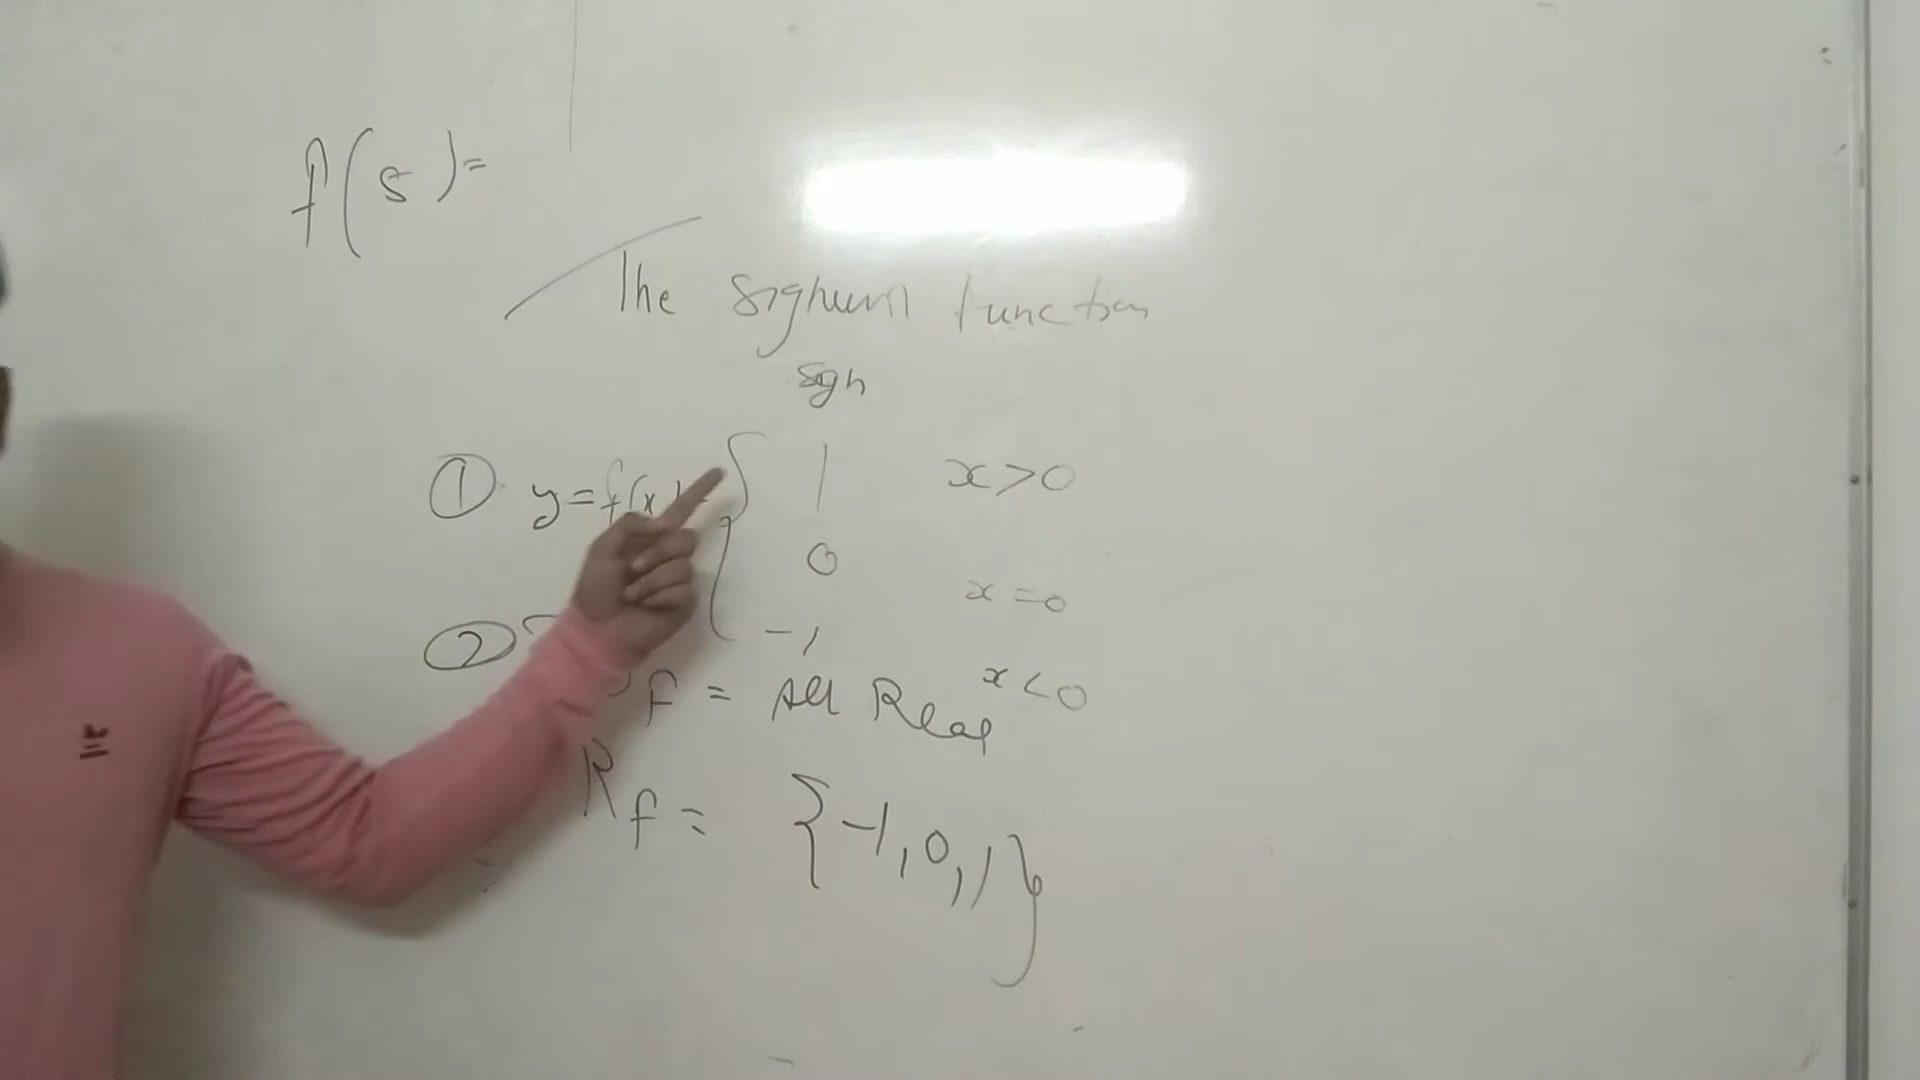 f(5)=
The signum function
sgn
① y=f(x) { 1 x>0
0 x=0
-1 x<0
②
f = All Real
Rf = {-1,0,1}